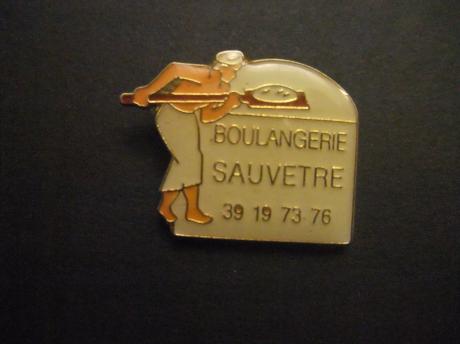 BOULANGERIE
SAUVETRE
39 19 73 76